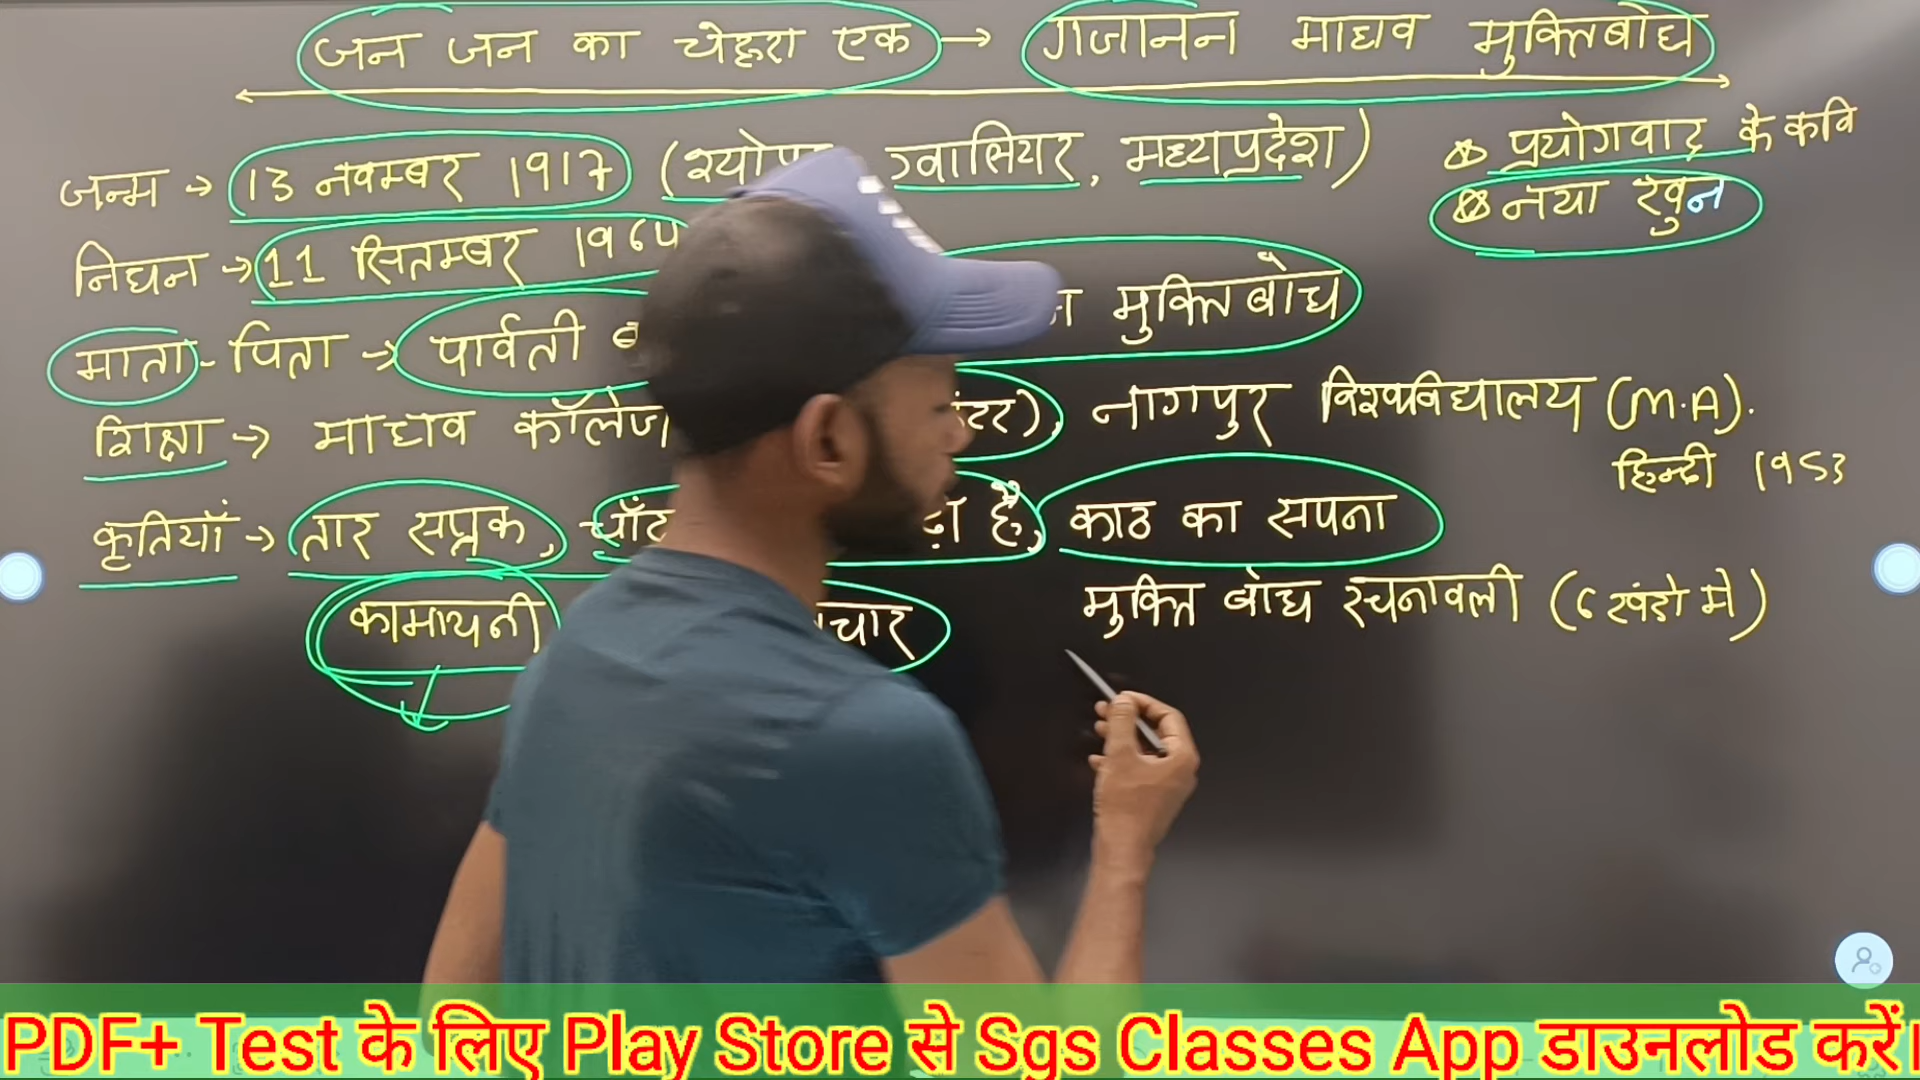 जन जन का चेहरा एक → गजानन माधव मुक्तिबोध
जन्म → 13 नवम्बर 1917 ( ग्वालियर, मध्यप्रदेश)
प्रयोगवाद के कवि
नया खुन
निधन → 11 सितम्बर 1964
माता - पिता → पार्वती मुक्तिबोध
शिक्षा → माधव कॉलेज नागपुर विश्वविद्यालय (M.A).
हिन्दी 1953
कृतियाँ → तार सप्तक, है, काठ का सपना
कामायनी मुक्ति बोध रचनावली (6 खंडो मे)
PDF+ Test के लिए Play Store से Sgs Classes App डाउनलोड करें।